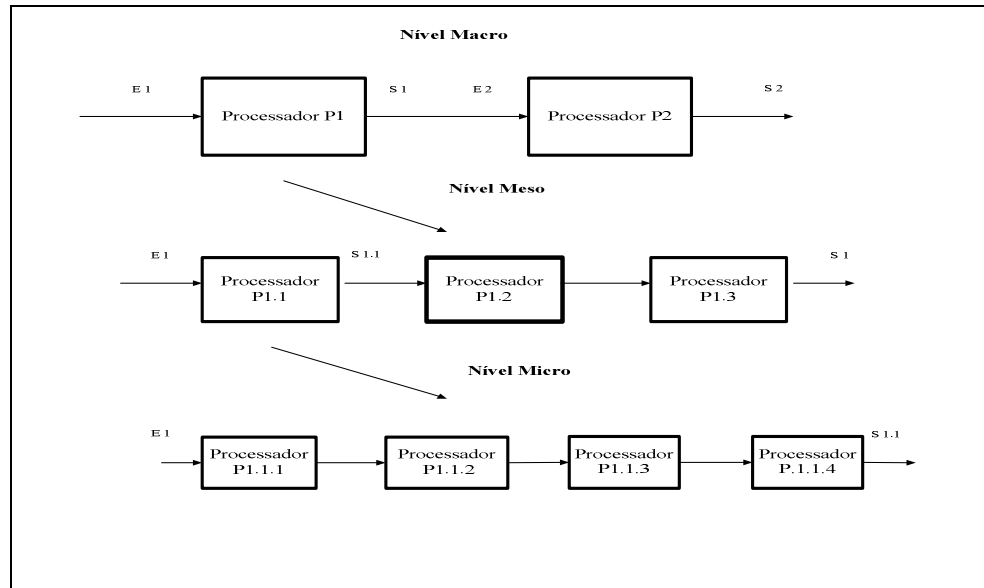 Nível Macro
E 1
S 1
E 2
S 2
Processador P1
Processador P2
Nível Meso
E 1
S 1.1
S 1
Processador
P1.1
Processador
P1.2
Processador
P1.3
Nível Micro
E 1
S 1.1
Processador
P1.1.1
Processador
P1.1.2
Processador
P1.1.3
Processador
P.1.1.4